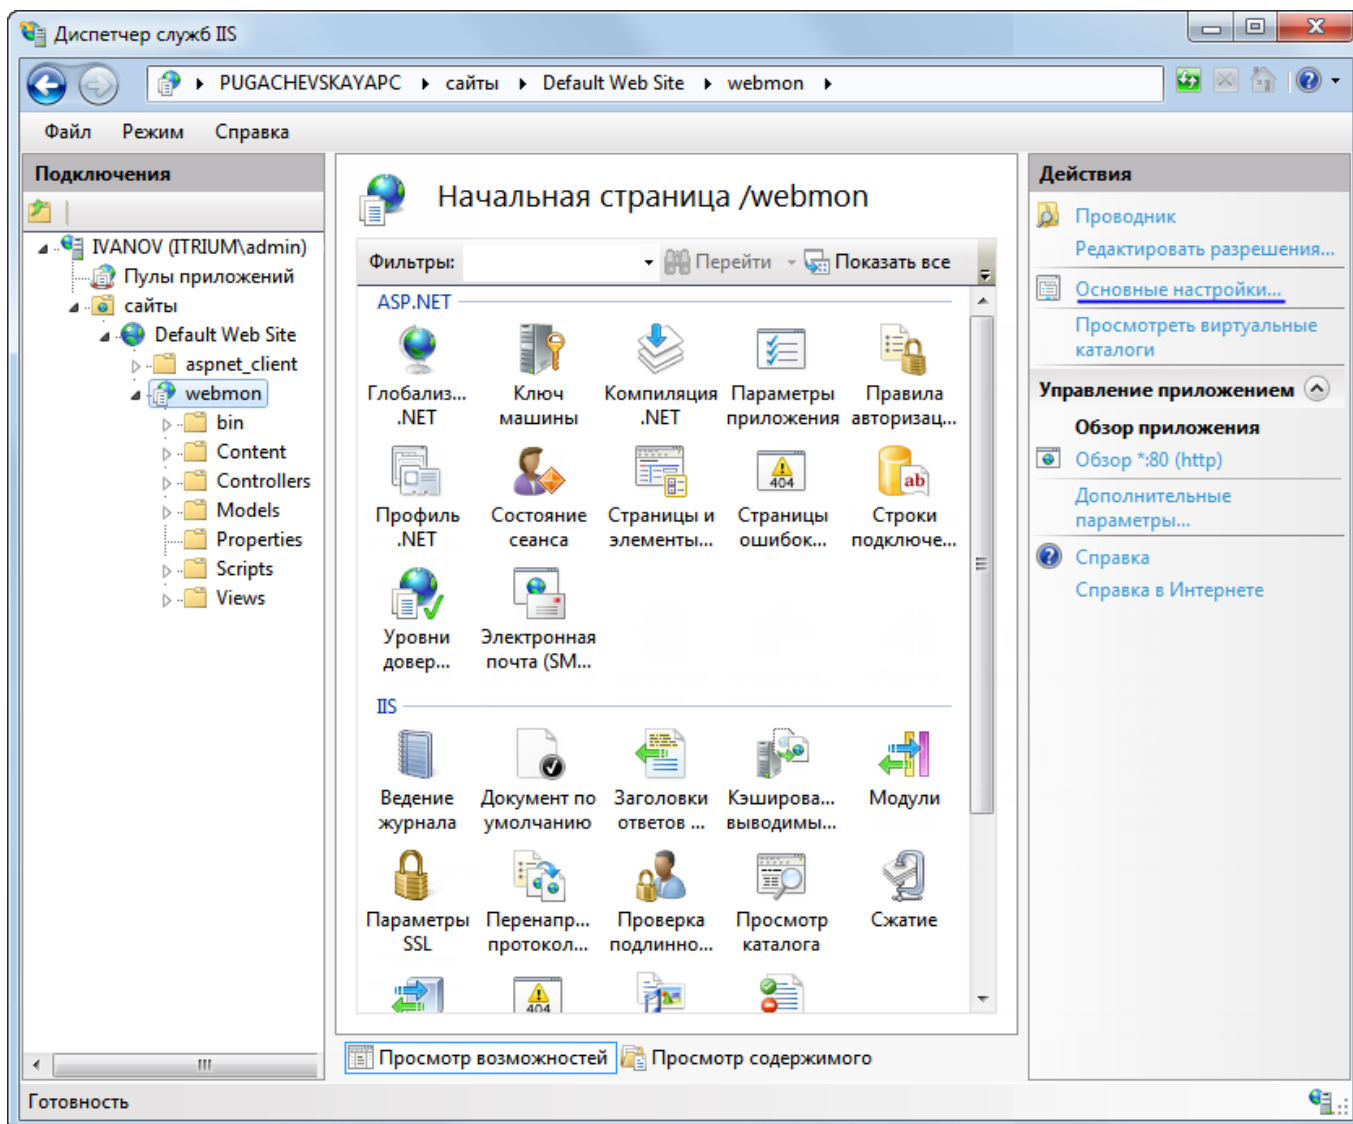 Диспетчер служб IIS
PUGACHEVSKAYAPC сайты Default Web Site webmon
Файл Режим Справка
Подключения
IVANOV (ITRIUM\admin)
Пулы приложений
сайты
Default Web Site
aspnet_client
webmon
bin
Content
Controllers
Models
Properties
Scripts
Views
Начальная страница /webmon
Фильтры: Перейти Показать все
ASP.NET
Глобализ...
.NET
Ключ
машины
Компиляция
.NET
Параметры
приложения
Правила
авторизац...
Профиль
.NET
Состояние
сеанса
Страницы и
элементы...
404
Страницы
ошибок...
ab
Строки
подключе...
Уровни
довер...
Электронная
почта (SM...
IIS
Ведение
журнала
Документ по
умолчанию
Заголовки
ответов ...
Кэширова...
выводимы...
Модули
Параметры
SSL
Перенапр...
протокол...
Проверка
подлинно...
Просмотр
каталога
Сжатие
404
Просмотр возможностей Просмотр содержимого
Действия
Проводник
Редактировать разрешения...
Основные настройки...
Просмотреть виртуальные
каталоги
Управление приложением
Обзор приложения
Обзор *:80 (http)
Дополнительные
параметры...
Справка
Справка в Интернете
Готовность